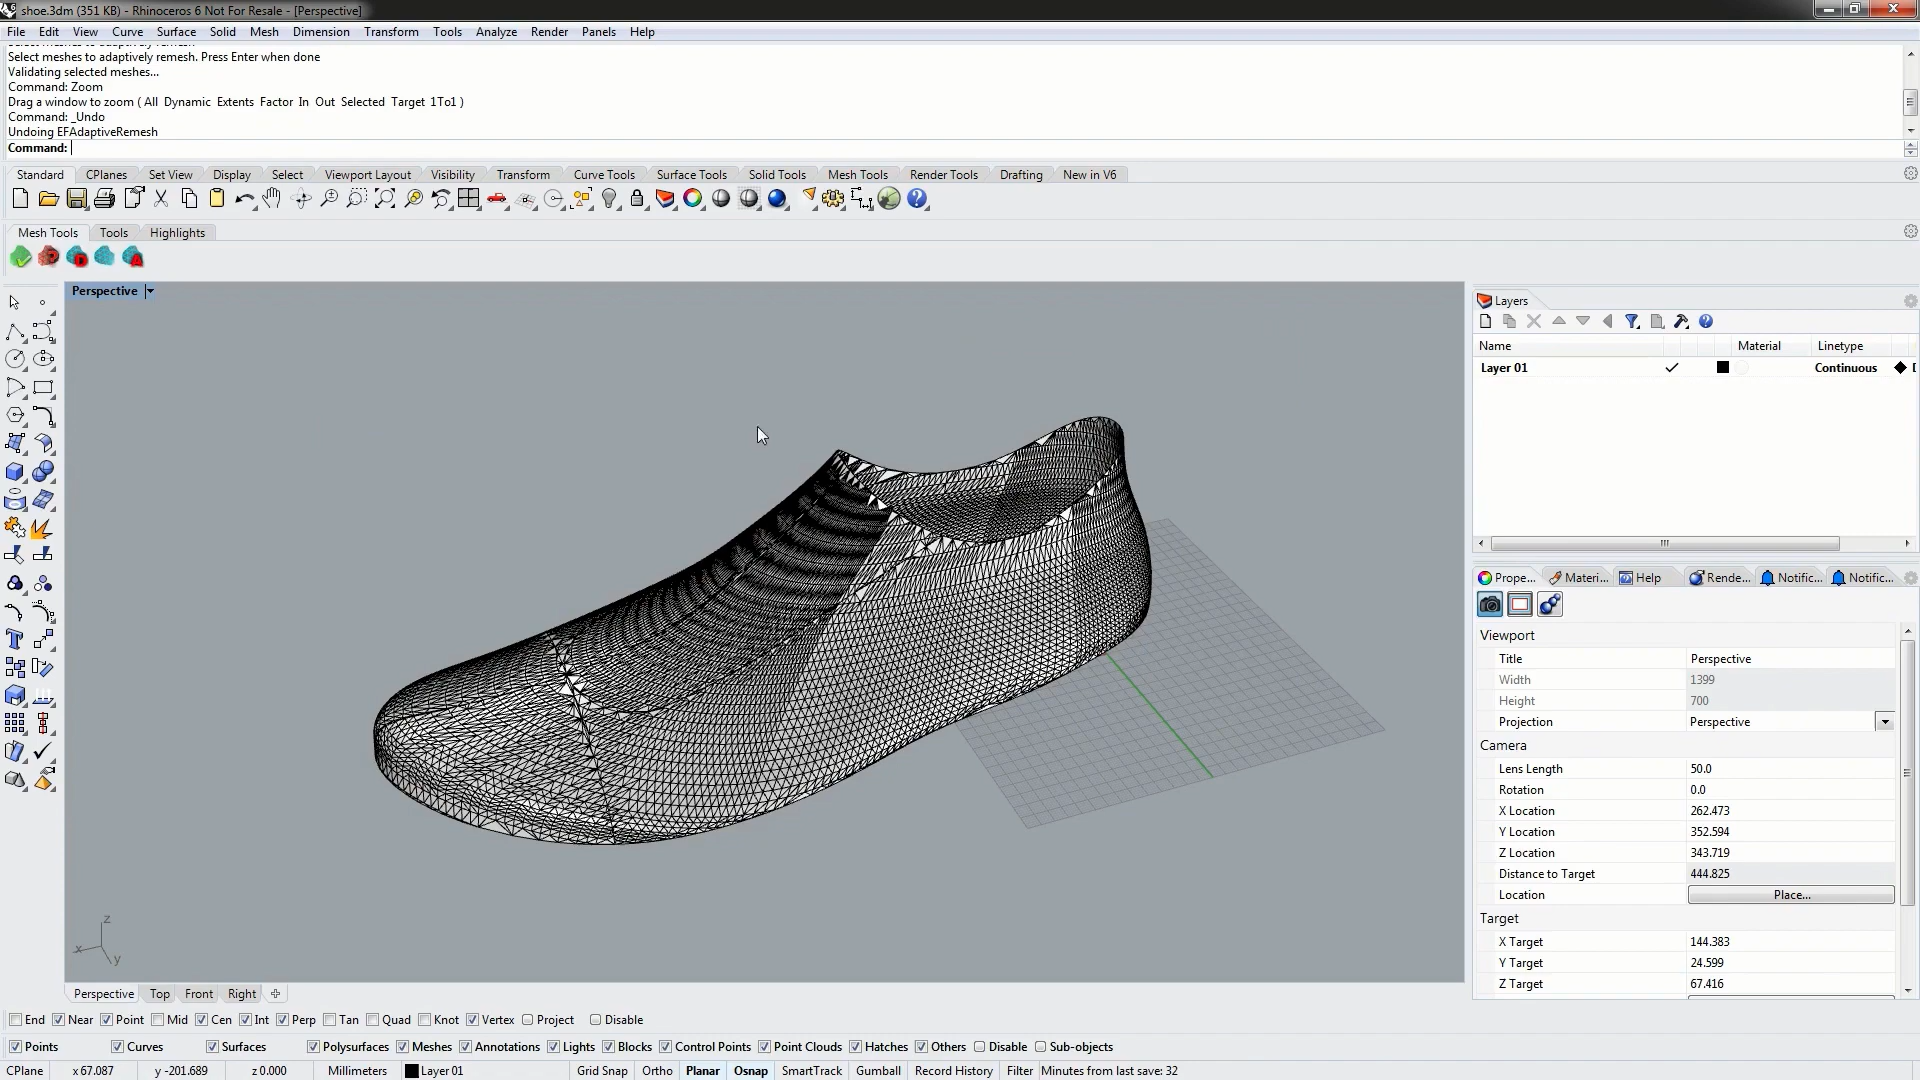 shoe.3dm (351 KB) - Rhinoceros 6 Not For Resale - [Perspective]
File Edit View Curve Surface Solid Mesh Dimension Transform Tools Analyze Render Panels Help
Select meshes to adaptively remesh
Select meshes to adaptively remesh. Press Enter when done
Validating selected meshes...
Command: Zoom
Drag a window to zoom ( All Dynamic Extents Factor In Out Selected Target 1To1 )
Command: _Undo
Undoing EFAdaptiveRemesh
Command:
Standard CPlanes Set View Display Select Viewport Layout Visibility Transform Curve Tools Surface Tools Solid Tools Mesh Tools Render Tools Drafting New in V6
Mesh Tools Tools Highlights
Perspective
Layers
Name Material Linetype
Layer 01 Continuous
Prope... Materi... Help Rende... Notific... Notific...
Viewport
Title Perspective
Width 1399
Height 700
Projection Perspective
Camera
Lens Length 50.0
Rotation 0.0
X Location 262.473
Y Location 352.594
Z Location 343.719
Distance to Target 444.825
Location Place...
Target
X Target 144.383
Y Target 24.599
Z Target 67.416
z
x
y
Perspective Top Front Right
End Near Point Mid Cen Int Perp Tan Quad Knot Vertex Project Disable
Points Curves Surfaces Polysurfaces Meshes Annotations Lights Blocks Control Points Point Clouds Hatches Others Disable Sub-objects
CPlane x 67.087 y -201.689 z 0.000 Millimeters Layer 01 Grid Snap Ortho Planar Osnap SmartTrack Gumball Record History Filter Minutes from last save: 32